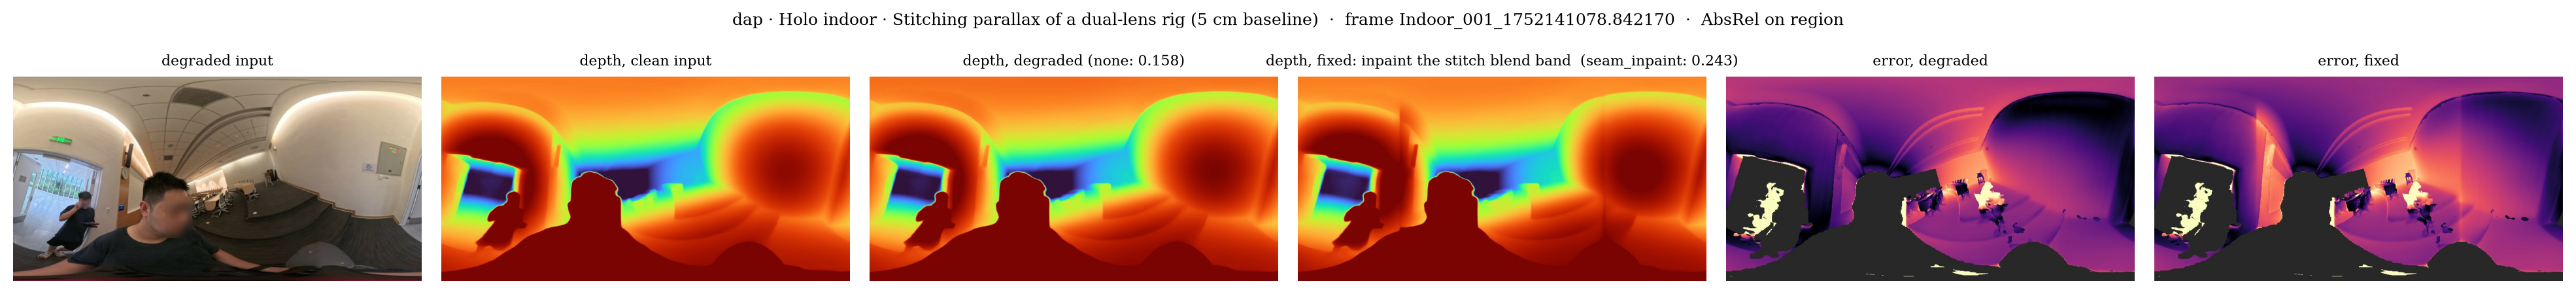 dap · Holo indoor · Stitching parallax of a dual-lens rig (5 cm baseline) · frame Indoor_001_1752141078.842170 · AbsRel on region
degraded input
depth, clean input
depth, degraded (none: 0.158)
depth, fixed: inpaint the stitch blend band (seam_inpaint: 0.243)
error, degraded
error, fixed